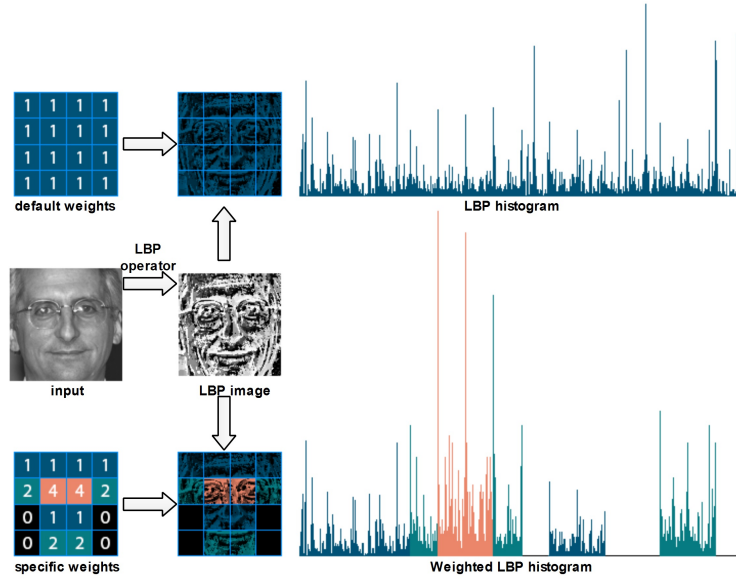 1 1 1 1
1 1 1 1
1 1 1 1
1 1 1 1
default weights
LBP histogram
LBP
operator
input
LBP image
1 1 1 1
2 4 4 2
0 1 1 0
0 2 2 0
specific weights
Weighted LBP histogram